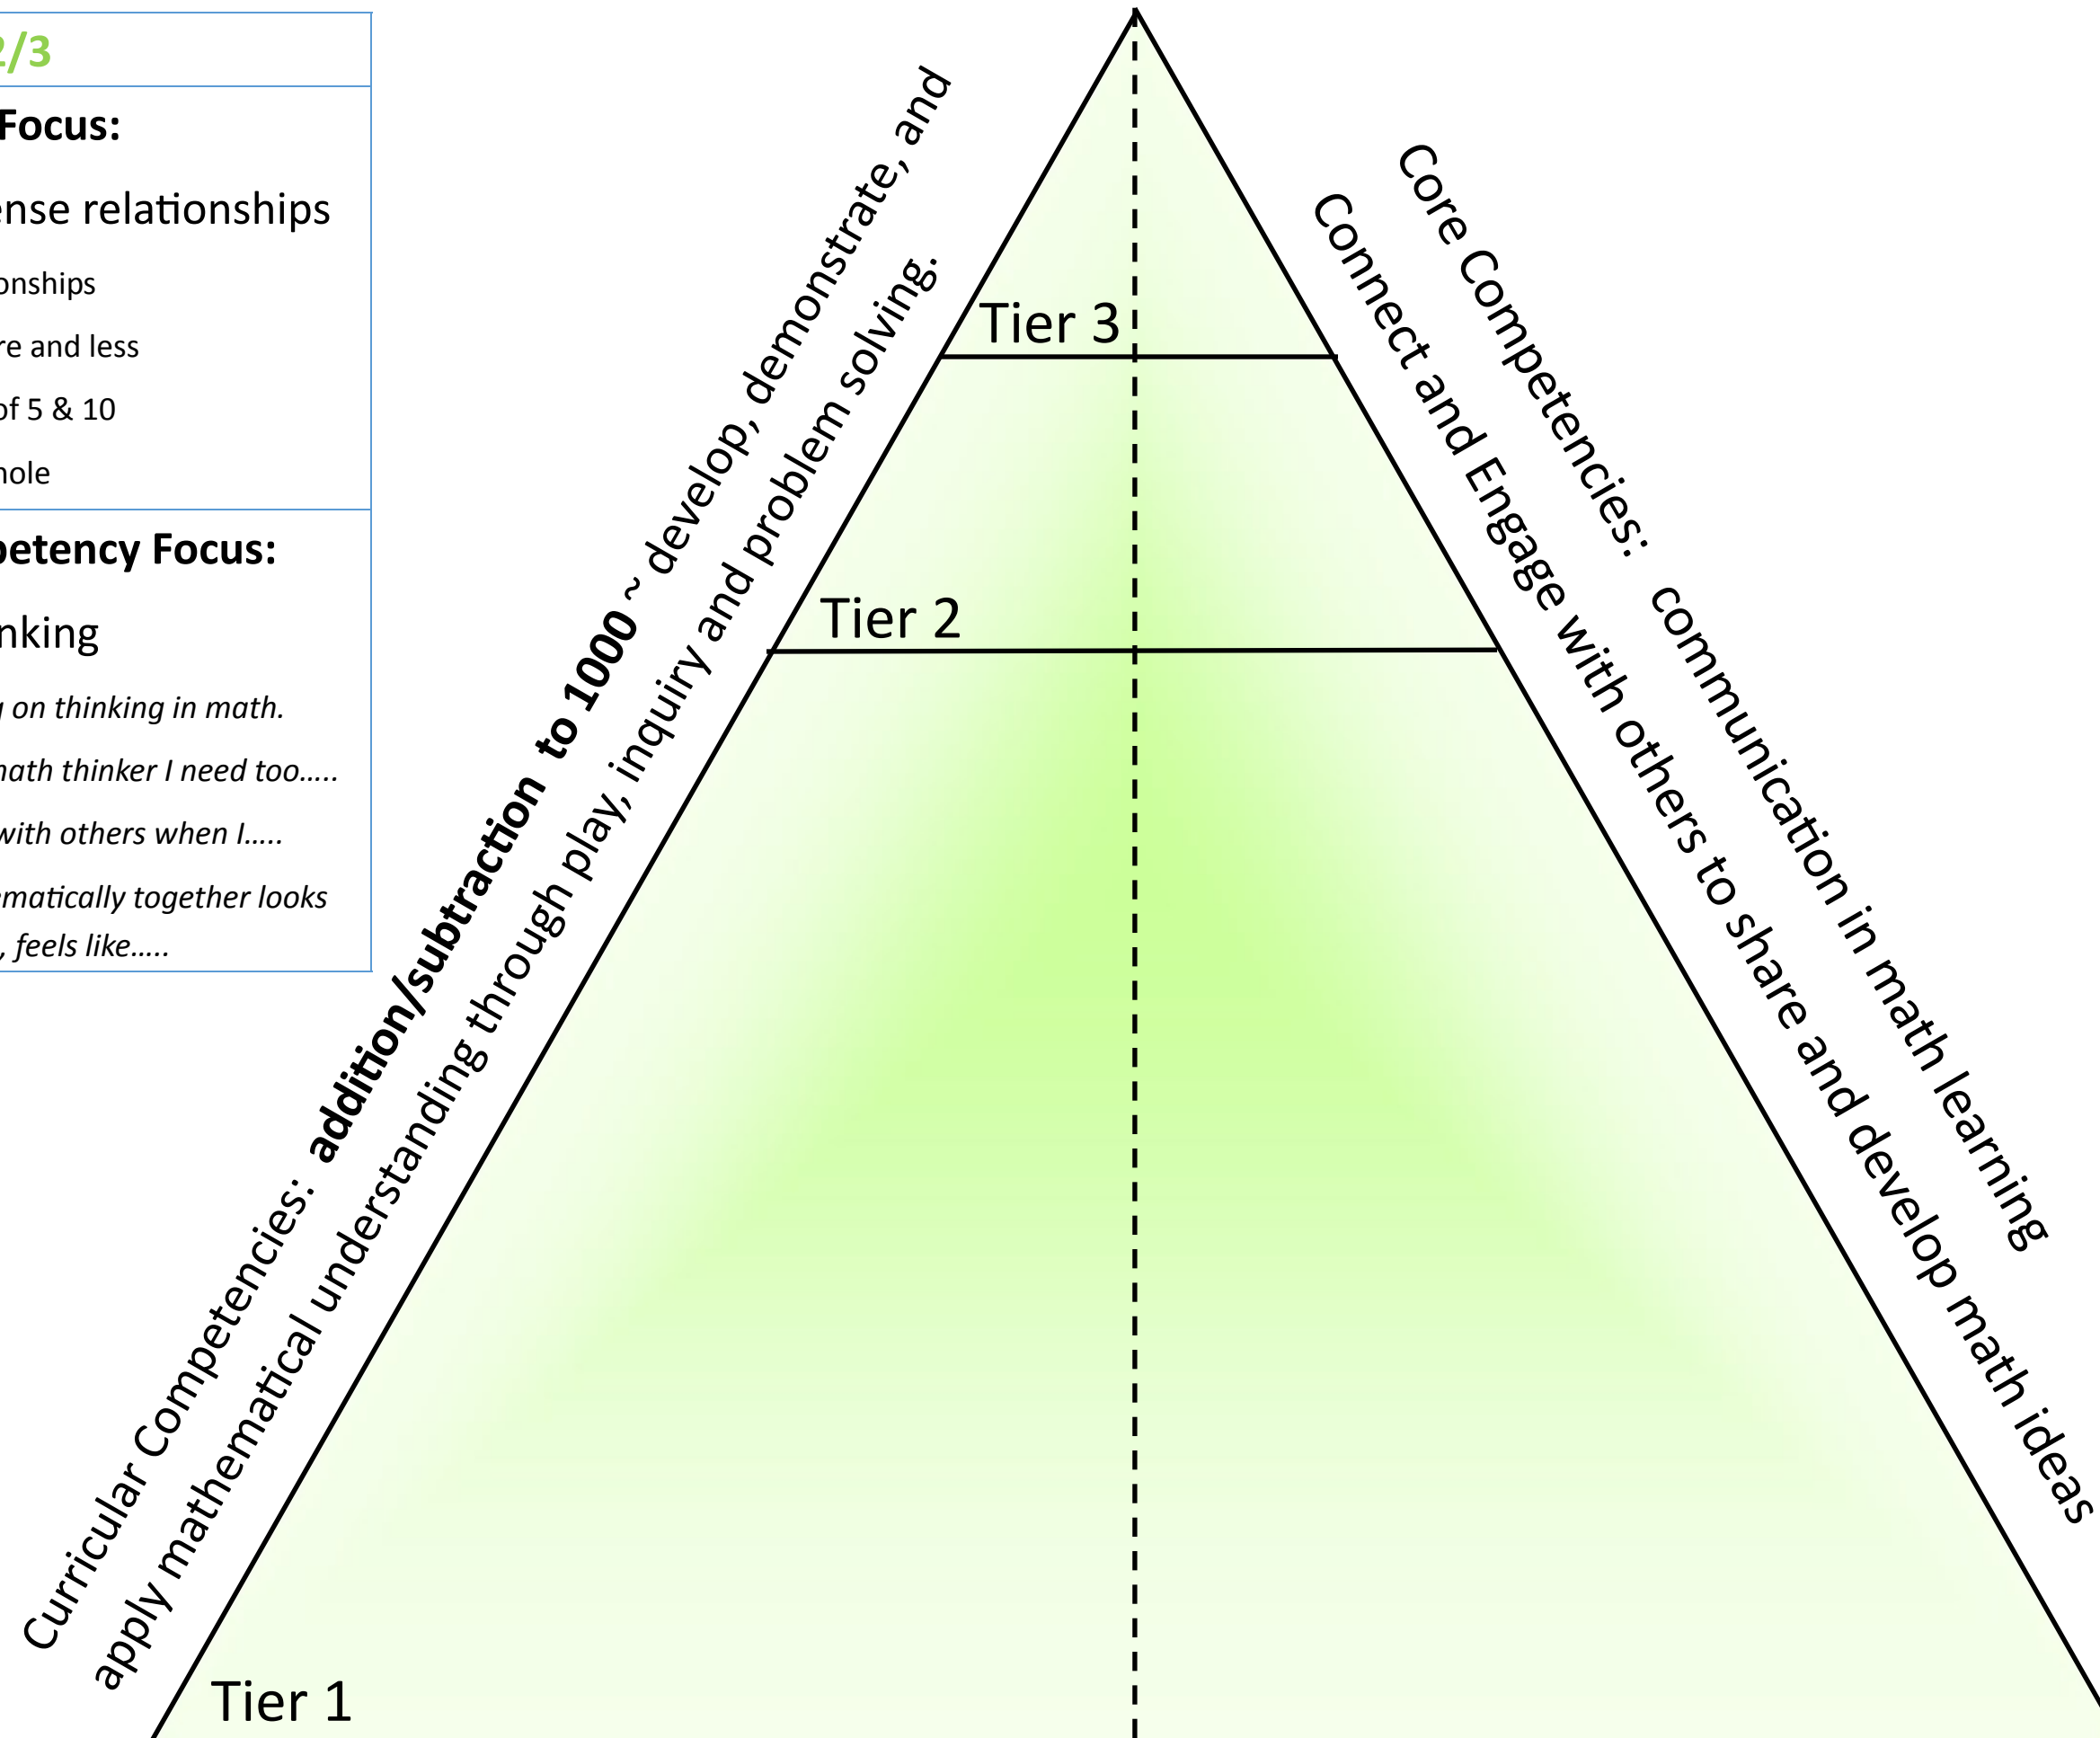 2/3
Focus:
ense relationships
onships
re and less
of 5 & 10
hole
petency Focus:
nking
g on thinking in math.
math thinker I need too…..
with others when I…..
ematically together looks
, feels like…..
Curricular Competencies: addition/subtraction to 1000 ~ develop, demonstrate, and
apply mathematical understanding through play, inquiry and problem solving.
Tier 3
Tier 2
Tier 1
Core Competencies: communication in math learning
Connect and Engage with others to share and develop math ideas